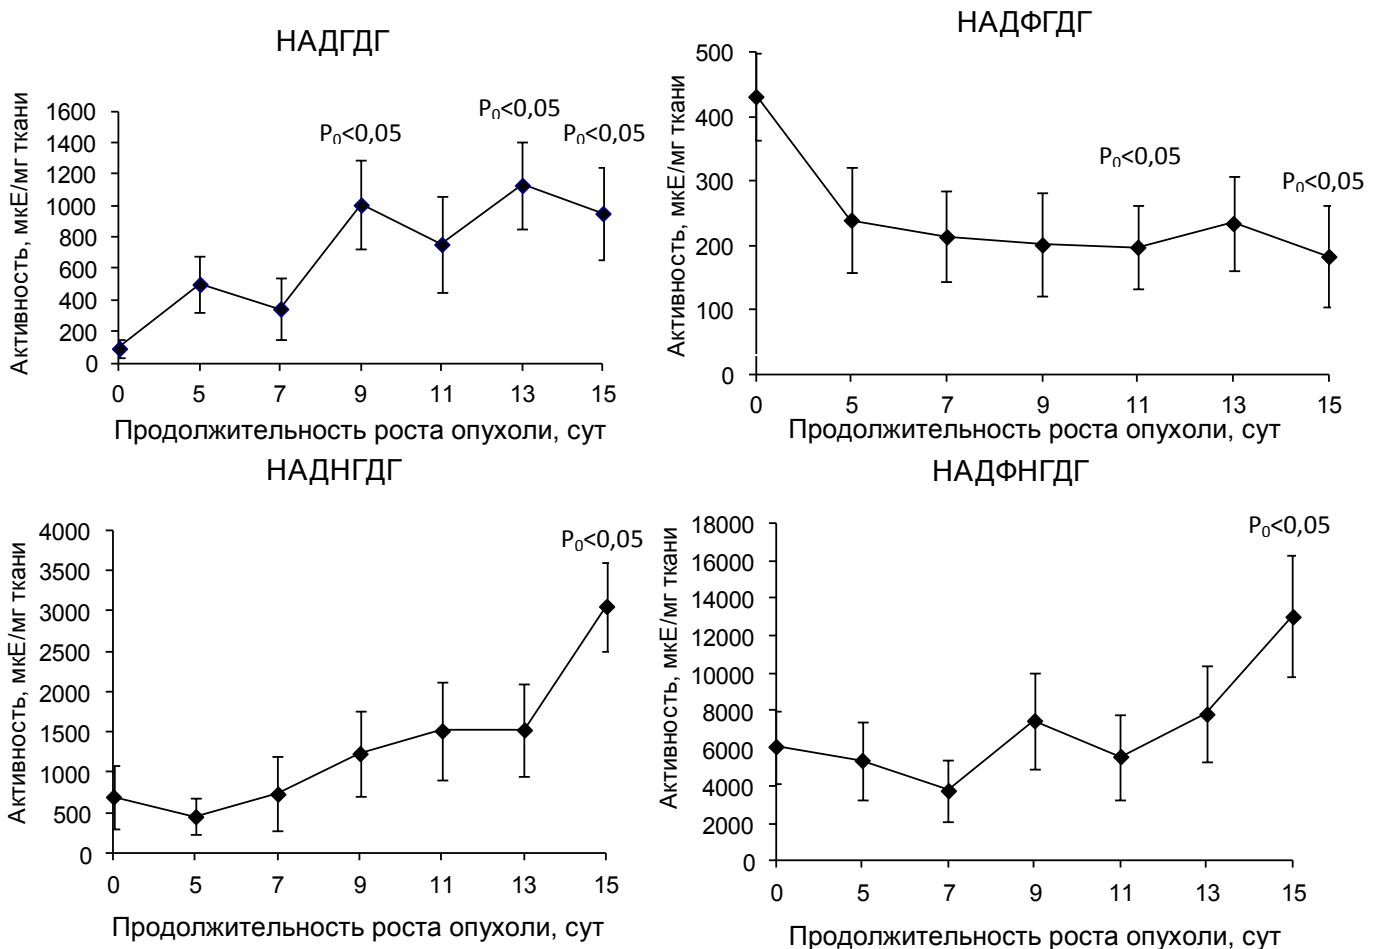 НАДГДГ
Активность, мкЕ/мг ткани
1600
1400
1200
1000
800
600
400
200
0
P₀<0,05
P₀<0,05
P₀<0,05
0 5 7 9 11 13 15
Продолжительность роста опухоли, сут
НАДФГДГ
Активность, мкЕ/мг ткани
500
400
300
200
100
0
P₀<0,05
P₀<0,05
0 5 7 9 11 13 15
Продолжительность роста опухоли, сут
НАДНГДГ
Активность, мкЕ/мг ткани
4000
3500
3000
2500
2000
1500
1000
500
0
P₀<0,05
0 5 7 9 11 13 15
Продолжительность роста опухоли, сут
НАДФНГДГ
Активность, мкЕ/мг ткани
18000
16000
14000
12000
10000
8000
6000
4000
2000
0
P₀<0,05
0 5 7 9 11 13 15
Продолжительность роста опухоли, сут